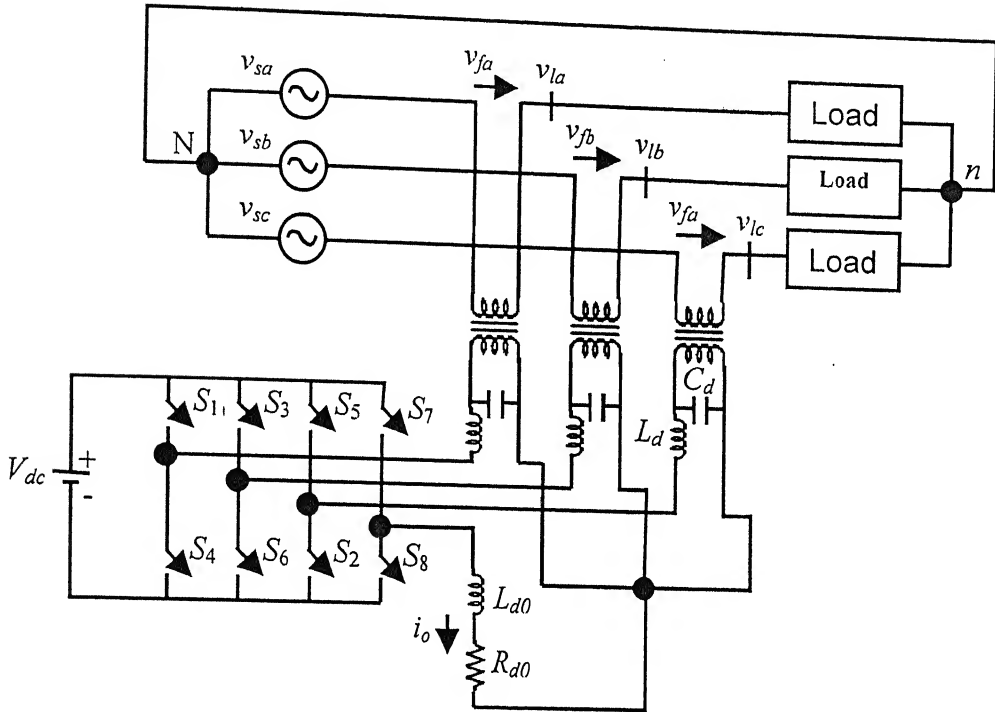 v_sa
v_fa
v_la
Load
N
v_sb
v_fb
v_lb
Load
n
v_sc
v_fa
v_lc
Load
C_d
S_1
S_3
S_5
S_7
L_d
V_dc
+
-
S_4
S_6
S_2
S_8
L_d0
i_o
R_d0